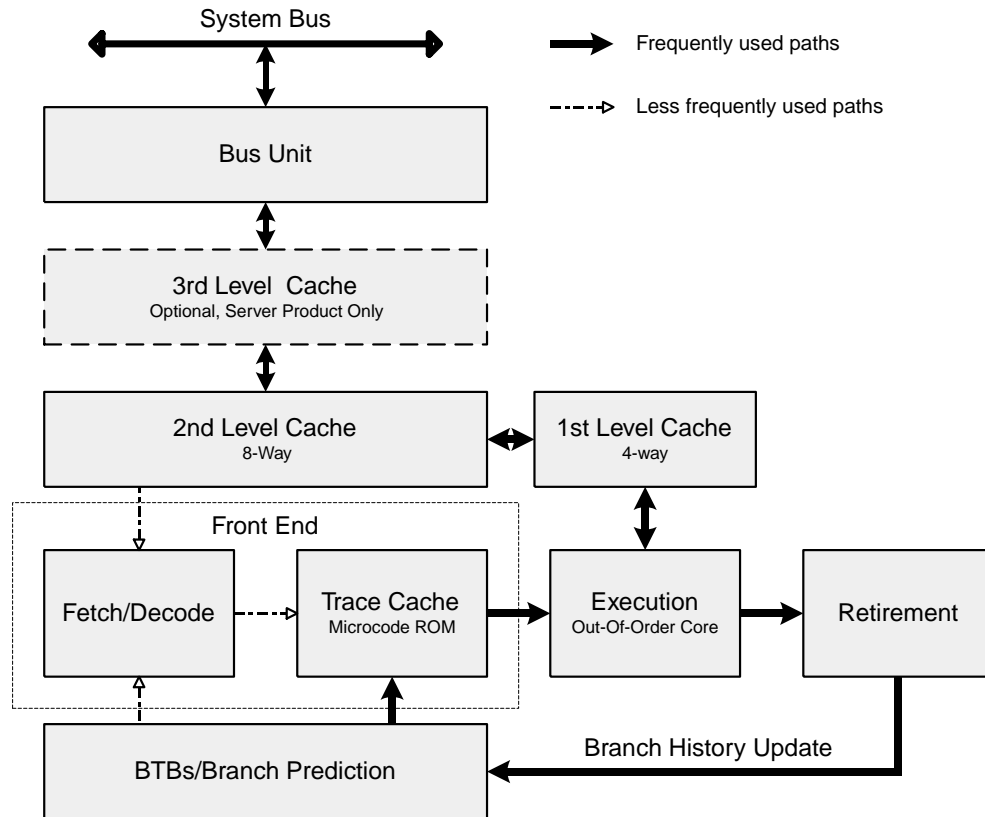 System Bus
Frequently used paths
Less frequently used paths
Bus Unit
3rd Level Cache
Optional, Server Product Only
2nd Level Cache
8-Way
1st Level Cache
4-way
Front End
Fetch/Decode
Trace Cache
Microcode ROM
Execution
Out-Of-Order Core
Retirement
Branch History Update
BTBs/Branch Prediction